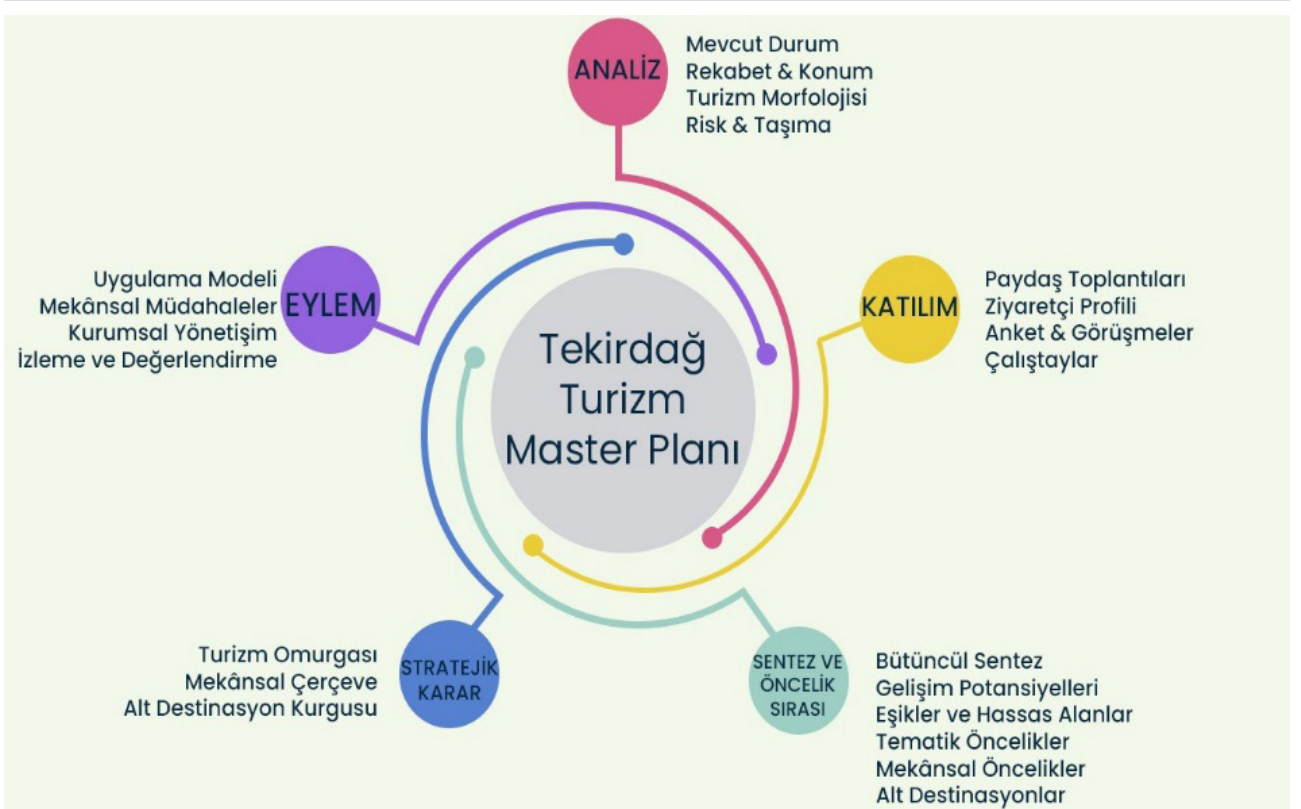 ANALİZ
Mevcut Durum
Rekabet & Konum
Turizm Morfolojisi
Risk & Taşıma
KATILIM
Paydaş Toplantıları
Ziyaretçi Profili
Anket & Görüşmeler
Çalıştaylar
SENTEZ VE
ÖNCELİK
SIRASI
Bütüncül Sentez
Gelişim Potansiyelleri
Eşikler ve Hassas Alanlar
Tematik Öncelikler
Mekânsal Öncelikler
Alt Destinasyonlar
STRATEJİK
KARAR
Turizm Omurgası
Mekânsal Çerçeve
Alt Destinasyon Kurgusu
EYLEM
Uygulama Modeli
Mekânsal Müdahaleler
Kurumsal Yönetişim
İzleme ve Değerlendirme
Tekirdağ
Turizm
Master Planı